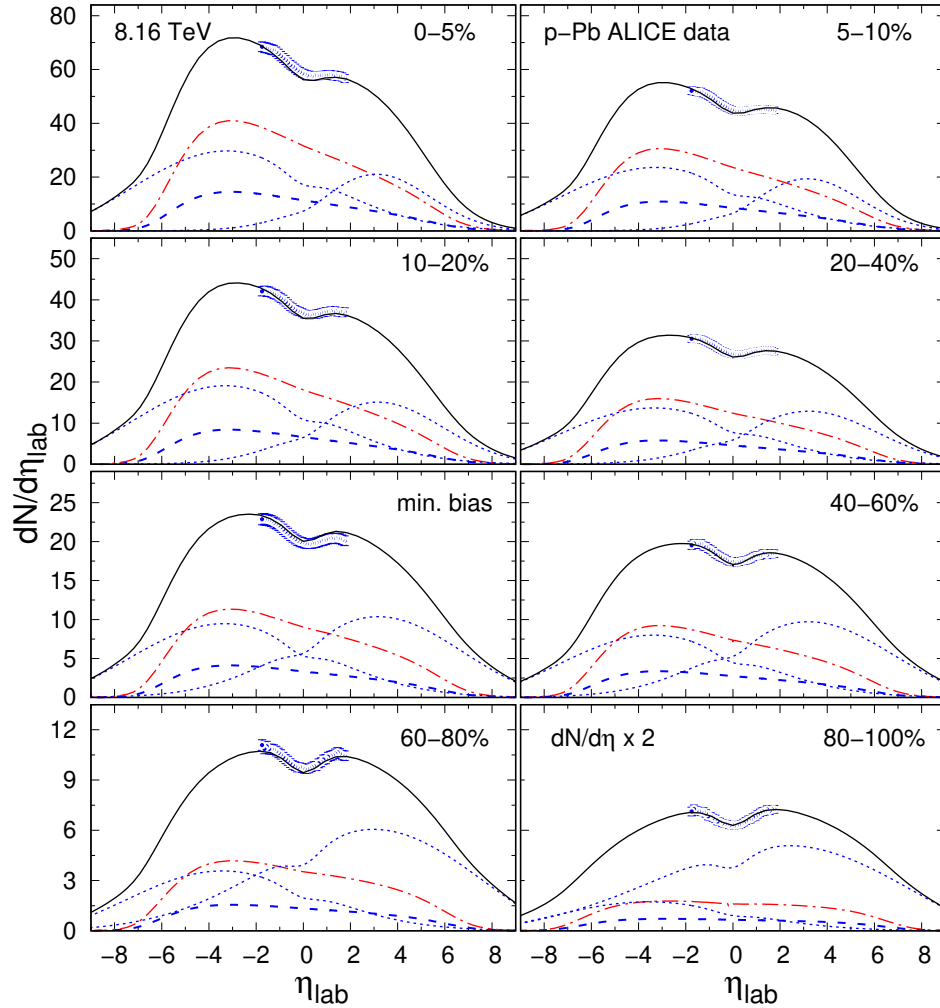 8.16 TeV 0−5%
p−Pb ALICE data 5−10%
80
60
40
20
0
10−20%
20−40%
50
40
30
20
10
0
dN/dηlab
min. bias
40−60%
25
20
15
10
5
0
60−80%
dN/dη x 2 80−100%
12
9
6
3
0
−8 −6 −4 −2 0 2 4 6 8
−8 −6 −4 −2 0 2 4 6 8
ηlab
ηlab